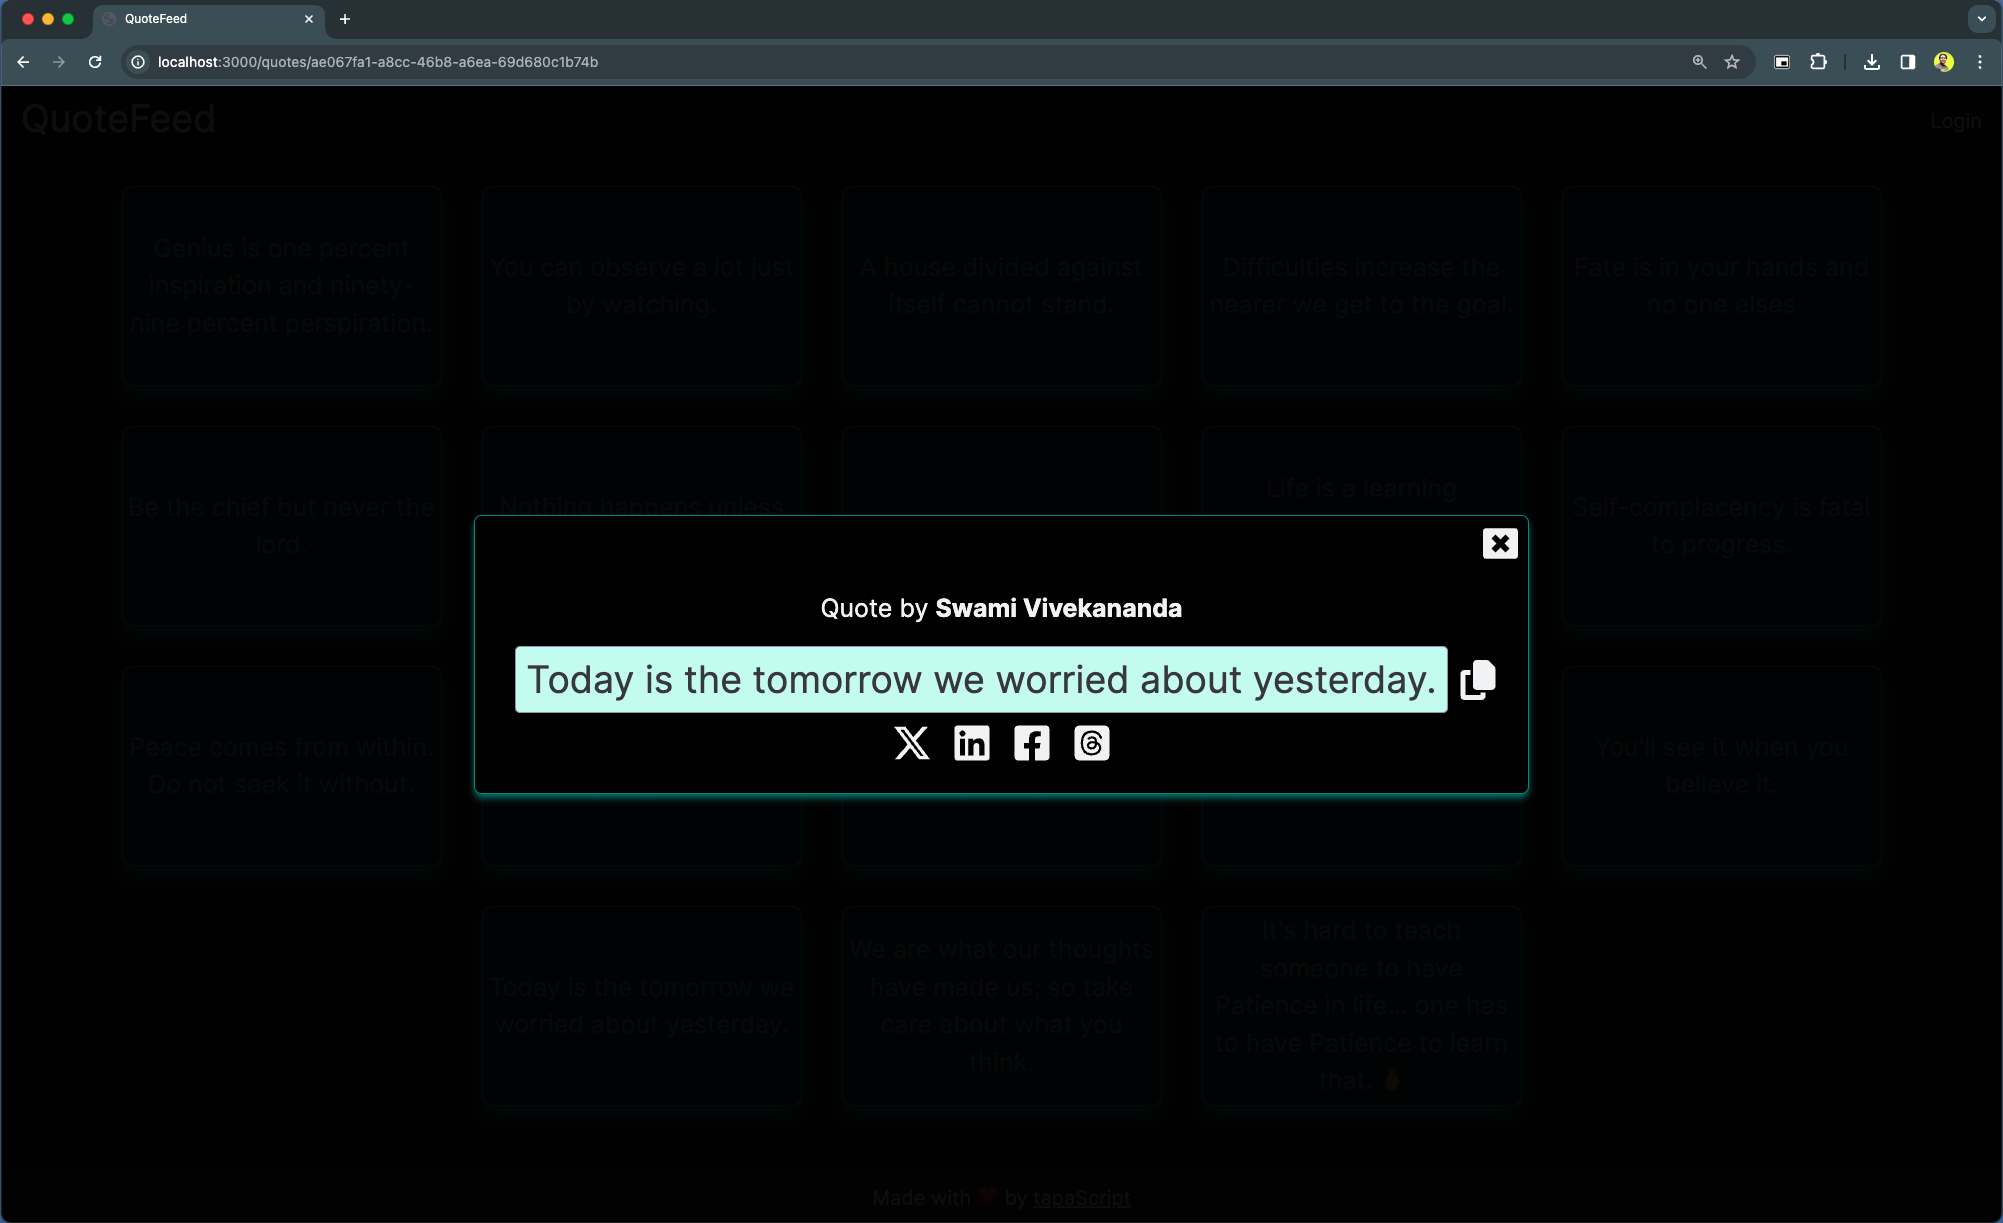 QuoteFeed
localhost:3000/quotes/ae067fa1-a8cc-46b8-a6ea-69d680c1b74b
QuoteFeed
Login
Genius is one percent
inspiration and ninety-
nine percent perspiration.
You can observe a lot just
by watching.
A house divided against
itself cannot stand.
Difficulties increase the
nearer we get to the goal.
Fate is in your hands and
no one elses
Be the chief but never the
lord.
Nothing happens unless
Life is a learning
Self-complacency is fatal
to progress.
Quote by Swami Vivekananda
Today is the tomorrow we worried about yesterday.
Peace comes from within.
Do not seek it without.
You'll see it when you
believe it.
Today is the tomorrow we
worried about yesterday.
We are what our thoughts
have made us; so take
care about what you
think.
It's hard to teach
someone to have
Patience in life... one has
to have Patience to learn
that.
Made with ❤️ by tapaScript